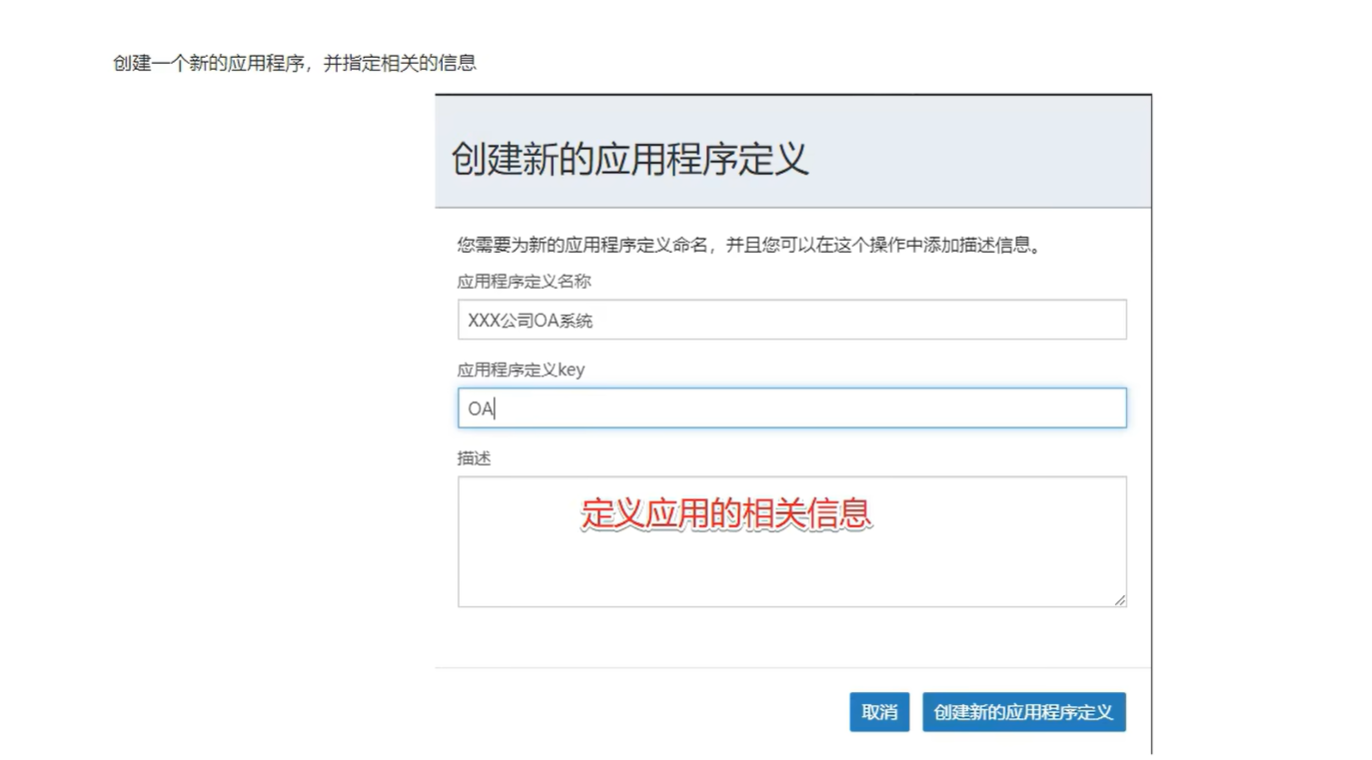 创建一个新的应用程序，并指定相关的信息
创建新的应用程序定义
您需要为新的应用程序定义命名，并且您可以在这个操作中添加描述信息。
应用程序定义名称
XXX公司OA系统
应用程序定义key
OA
描述
定义应用的相关信息
取消 创建新的应用程序定义